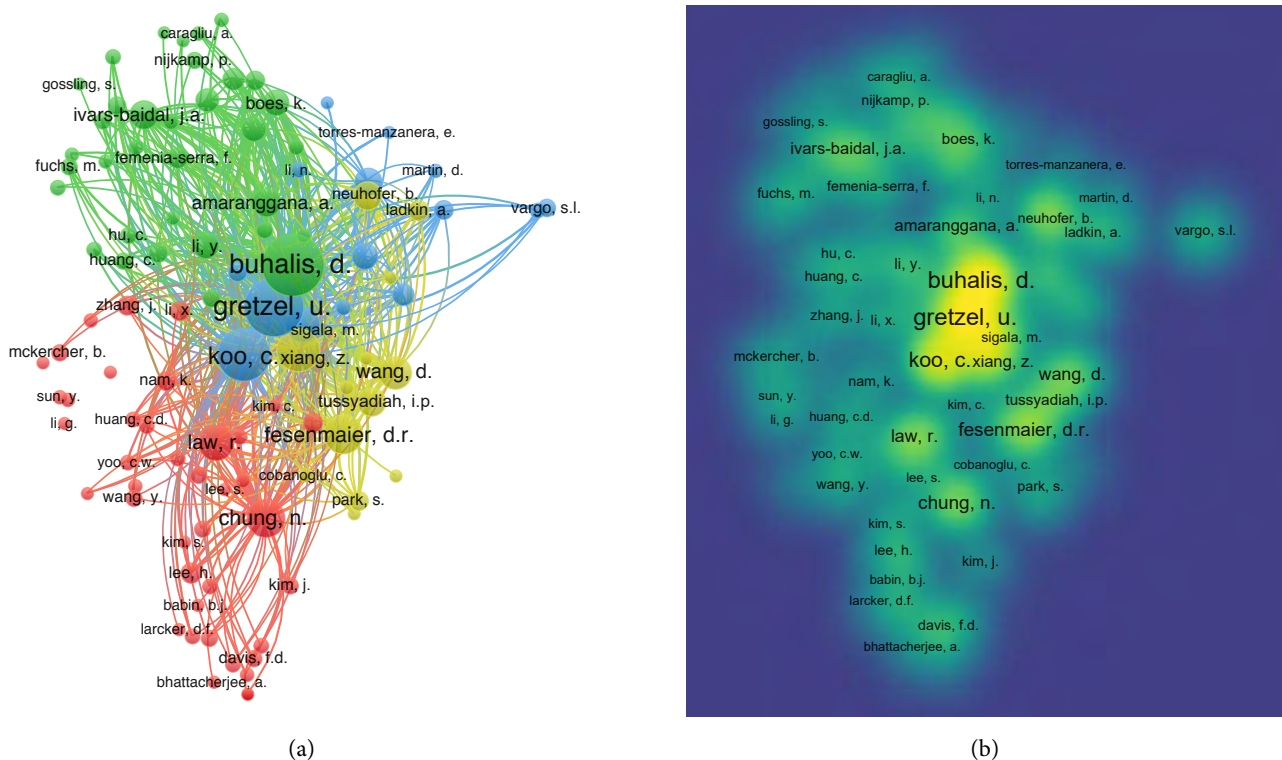 caragliu, a.
nijkamp, p.
gossling, s.
ivars-baidal, j.a.
boes, k.
torres-manzanera, e.
fuchs, m.
femenia-serra, f.
li, n.
martin, d.
neuhofer, b.
amaranggana, a.
ladkin, a.
vargo, s.l.
hu, c.
li, y.
huang, c.
buhalis, d.
zhang, j.
li, x.
gretzel, u.
sigala, m.
mckercher, b.
koo, c.
xiang, z.
nam, k.
wang, d.
sun, y.
tussyadiah, i.p.
kim, c.
li, g.
huang, c.d.
law, r.
fesenmaier, d.r.
yoo, c.w.
cobanoglu, c.
wang, y.
lee, s.
park, s.
chung, n.
kim, s.
lee, h.
kim, j.
babin, b.j.
larcker, d.f.
davis, f.d.
bhattacherjee, a.
(a)
caragliu, a.
nijkamp, p.
gossling, s.
ivars-baidal, j.a.
boes, k.
torres-manzanera, e.
fuchs, m.
femenia-serra, f.
li, n.
martin, d.
neuhofer, b.
amaranggana, a.
ladkin, a.
vargo, s.l.
hu, c.
li, y.
huang, c.
buhalis, d.
zhang, j.
li, x.
gretzel, u.
sigala, m.
mckercher, b.
koo, c.
xiang, z.
nam, k.
wang, d.
sun, y.
tussyadiah, i.p.
kim, c.
li, g.
huang, c.d.
law, r.
fesenmaier, d.r.
yoo, c.w.
cobanoglu, c.
wang, y.
lee, s.
park, s.
chung, n.
kim, s.
lee, h.
kim, j.
babin, b.j.
larcker, d.f.
davis, f.d.
bhattacherjee, a.
(b)